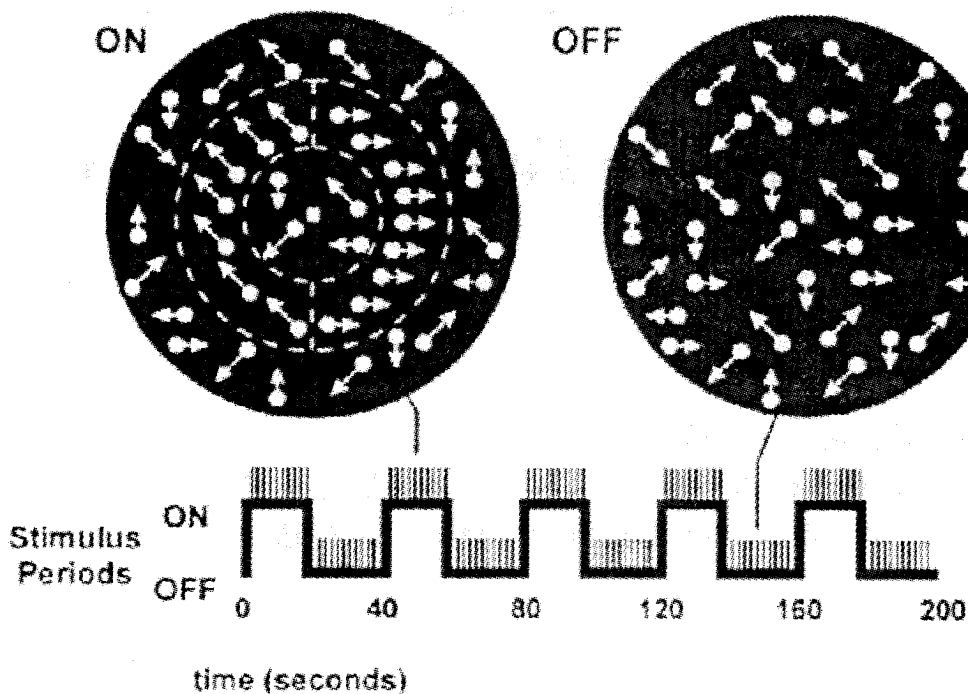 ON
OFF
Stimulus
Periods
ON
OFF
0 40 80 120 160 200
time (seconds)